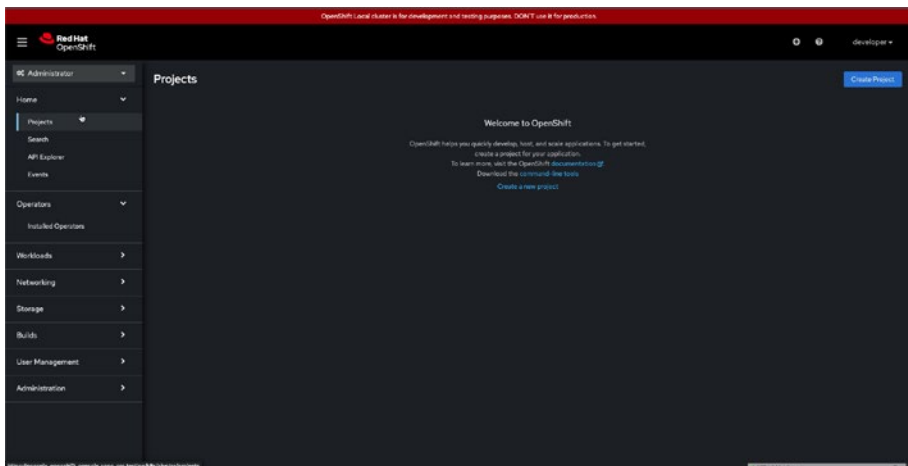 OpenShift Local cluster is for development and testing purposes. DON'T use it for production.
Red Hat
OpenShift
developer
Administrator
Projects
Create Project
Home
Projects
Search
API Explorer
Events
Operators
Installed Operators
Workloads
Networking
Storage
Builds
User Management
Administration
Welcome to OpenShift
OpenShift helps you quickly develop, host, and scale applications. To get started,
create a project for your application.
To learn more, visit the OpenShift documentation
Download the command-line tools
Create a new project